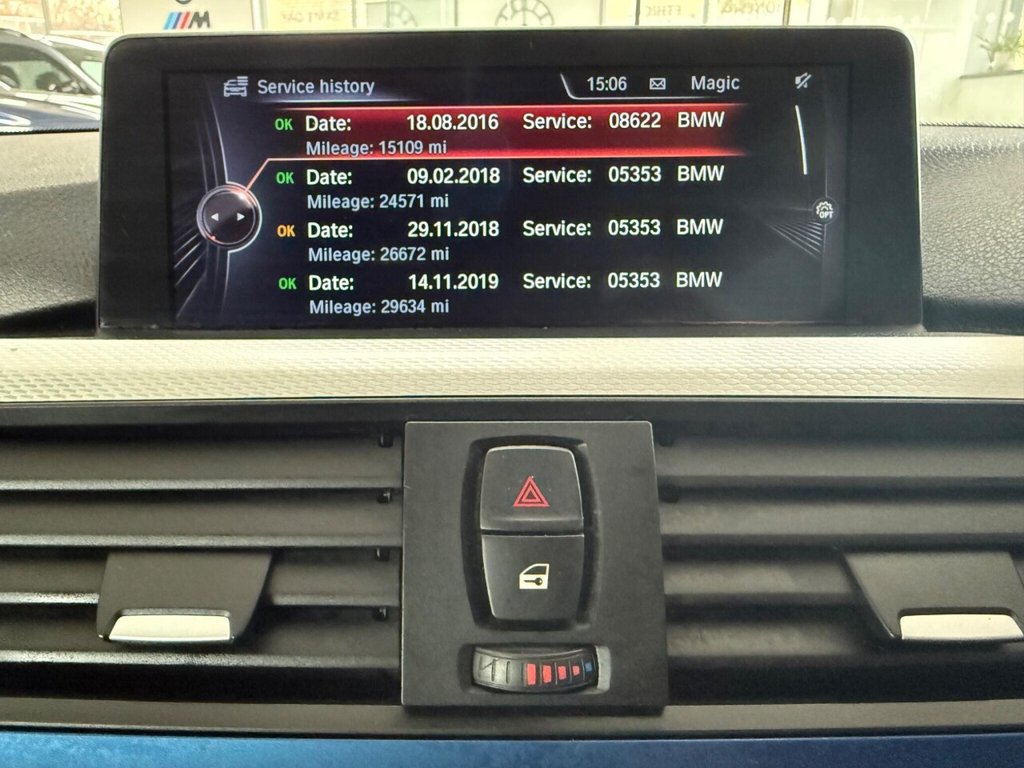 M
Service history 15:06 Magic
OK Date: 18.08.2016 Service: 08622 BMW
Mileage: 15109 mi
OK Date: 09.02.2018 Service: 05353 BMW
Mileage: 24571 mi
OK Date: 29.11.2018 Service: 05353 BMW
Mileage: 26672 mi
OK Date: 14.11.2019 Service: 05353 BMW
Mileage: 29634 mi
OPT